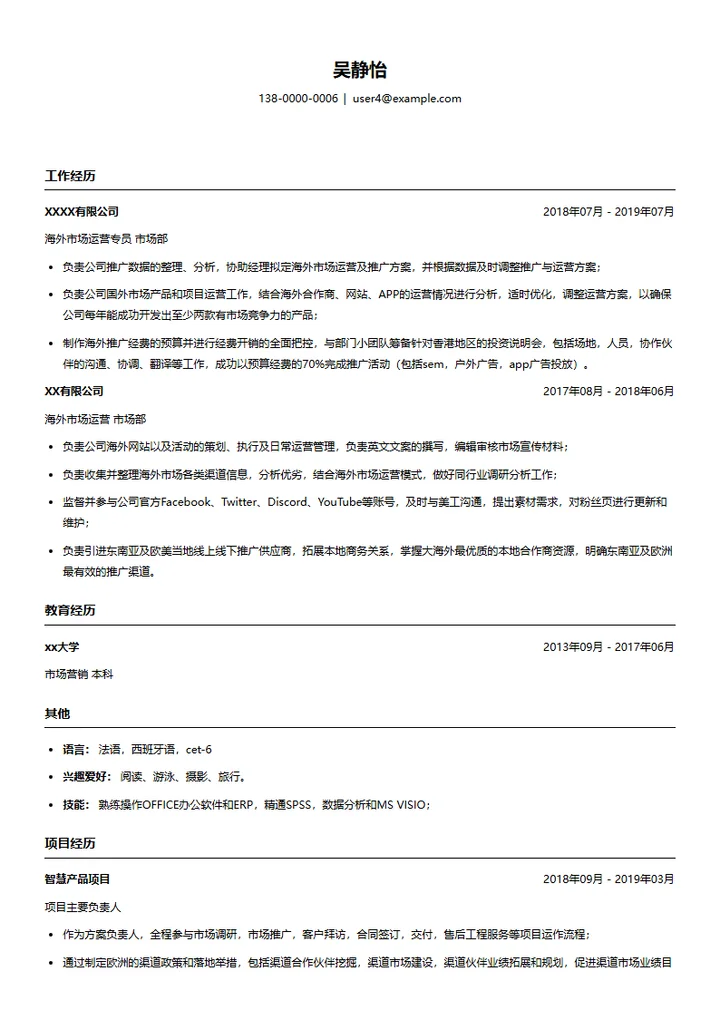 吴静怡
138-0000-0006 | user4@example.com
工作经历
XXXX有限公司 2018年07月 - 2019年07月
海外市场运营专员 市场部
• 负责公司推广数据的整理、分析，协助经理拟定海外市场运营及推广方案，并根据数据及时调整推广与运营方案；
• 负责公司国外市场产品和项目运营工作，结合海外合作商、网站、APP的运营情况进行分析，适时优化，调整运营方案，以确保
公司每年能成功开发出至少两款有市场竞争力的产品；
• 制作海外推广经费的预算并进行经费开销的全面把控，与部门小团队筹备针对香港地区的投资说明会，包括场地，人员，协作伙
伴的沟通、协调、翻译等工作，成功以预算经费的70%完成推广活动（包括sem，户外广告，app广告投放）。
XX有限公司 2017年08月 - 2018年06月
海外市场运营 市场部
• 负责公司海外网站以及活动的策划、执行及日常运营管理，负责英文文案的撰写，编辑审核市场宣传材料；
• 负责收集并整理海外市场各类渠道信息，分析优劣，结合海外市场运营模式，做好同行业调研分析工作；
• 监督并参与公司官方Facebook、Twitter、Discord、YouTube等账号，及时与美工沟通，提出素材需求，对粉丝页进行更新和
维护；
• 负责引进东南亚及欧美当地线上线下推广供应商，拓展本地商务关系，掌握大海外最优质的本地合作商资源，明确东南亚及欧洲
最有效的推广渠道。
教育经历
xx大学 2013年09月 - 2017年06月
市场营销 本科
其他
• 语言： 法语，西班牙语，cet-6
• 兴趣爱好： 阅读、游泳、摄影、旅行。
• 技能： 熟练操作OFFICE办公软件和ERP，精通SPSS，数据分析和MS VISIO；
项目经历
智慧产品项目 2018年09月 - 2019年03月
项目主要负责人
• 作为方案负责人，全程参与市场调研，市场推广，客户拜访，合同签订，交付，售后工程服务等项目运作流程；
• 通过制定欧洲的渠道政策和落地举措，包括渠道合作伙伴挖掘，渠道市场建设，渠道伙伴业绩拓展和规划，促进渠道市场业绩目